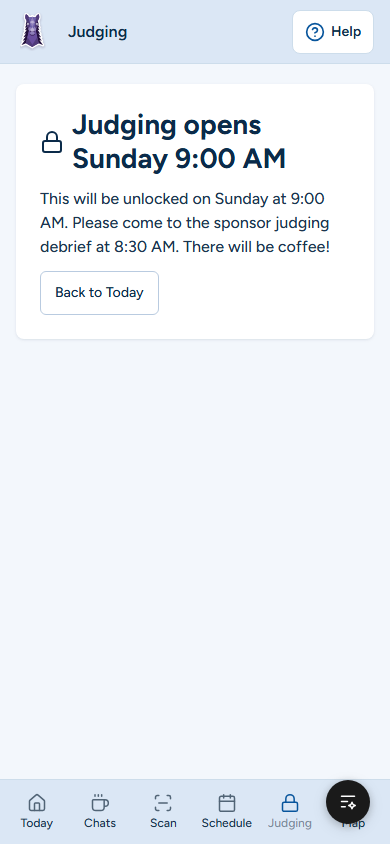 Judging
Help
Judging opens
Sunday 9:00 AM
This will be unlocked on Sunday at 9:00
AM. Please come to the sponsor judging
debrief at 8:30 AM. There will be coffee!
Back to Today
Today
Chats
Scan
Schedule
Judging
Map